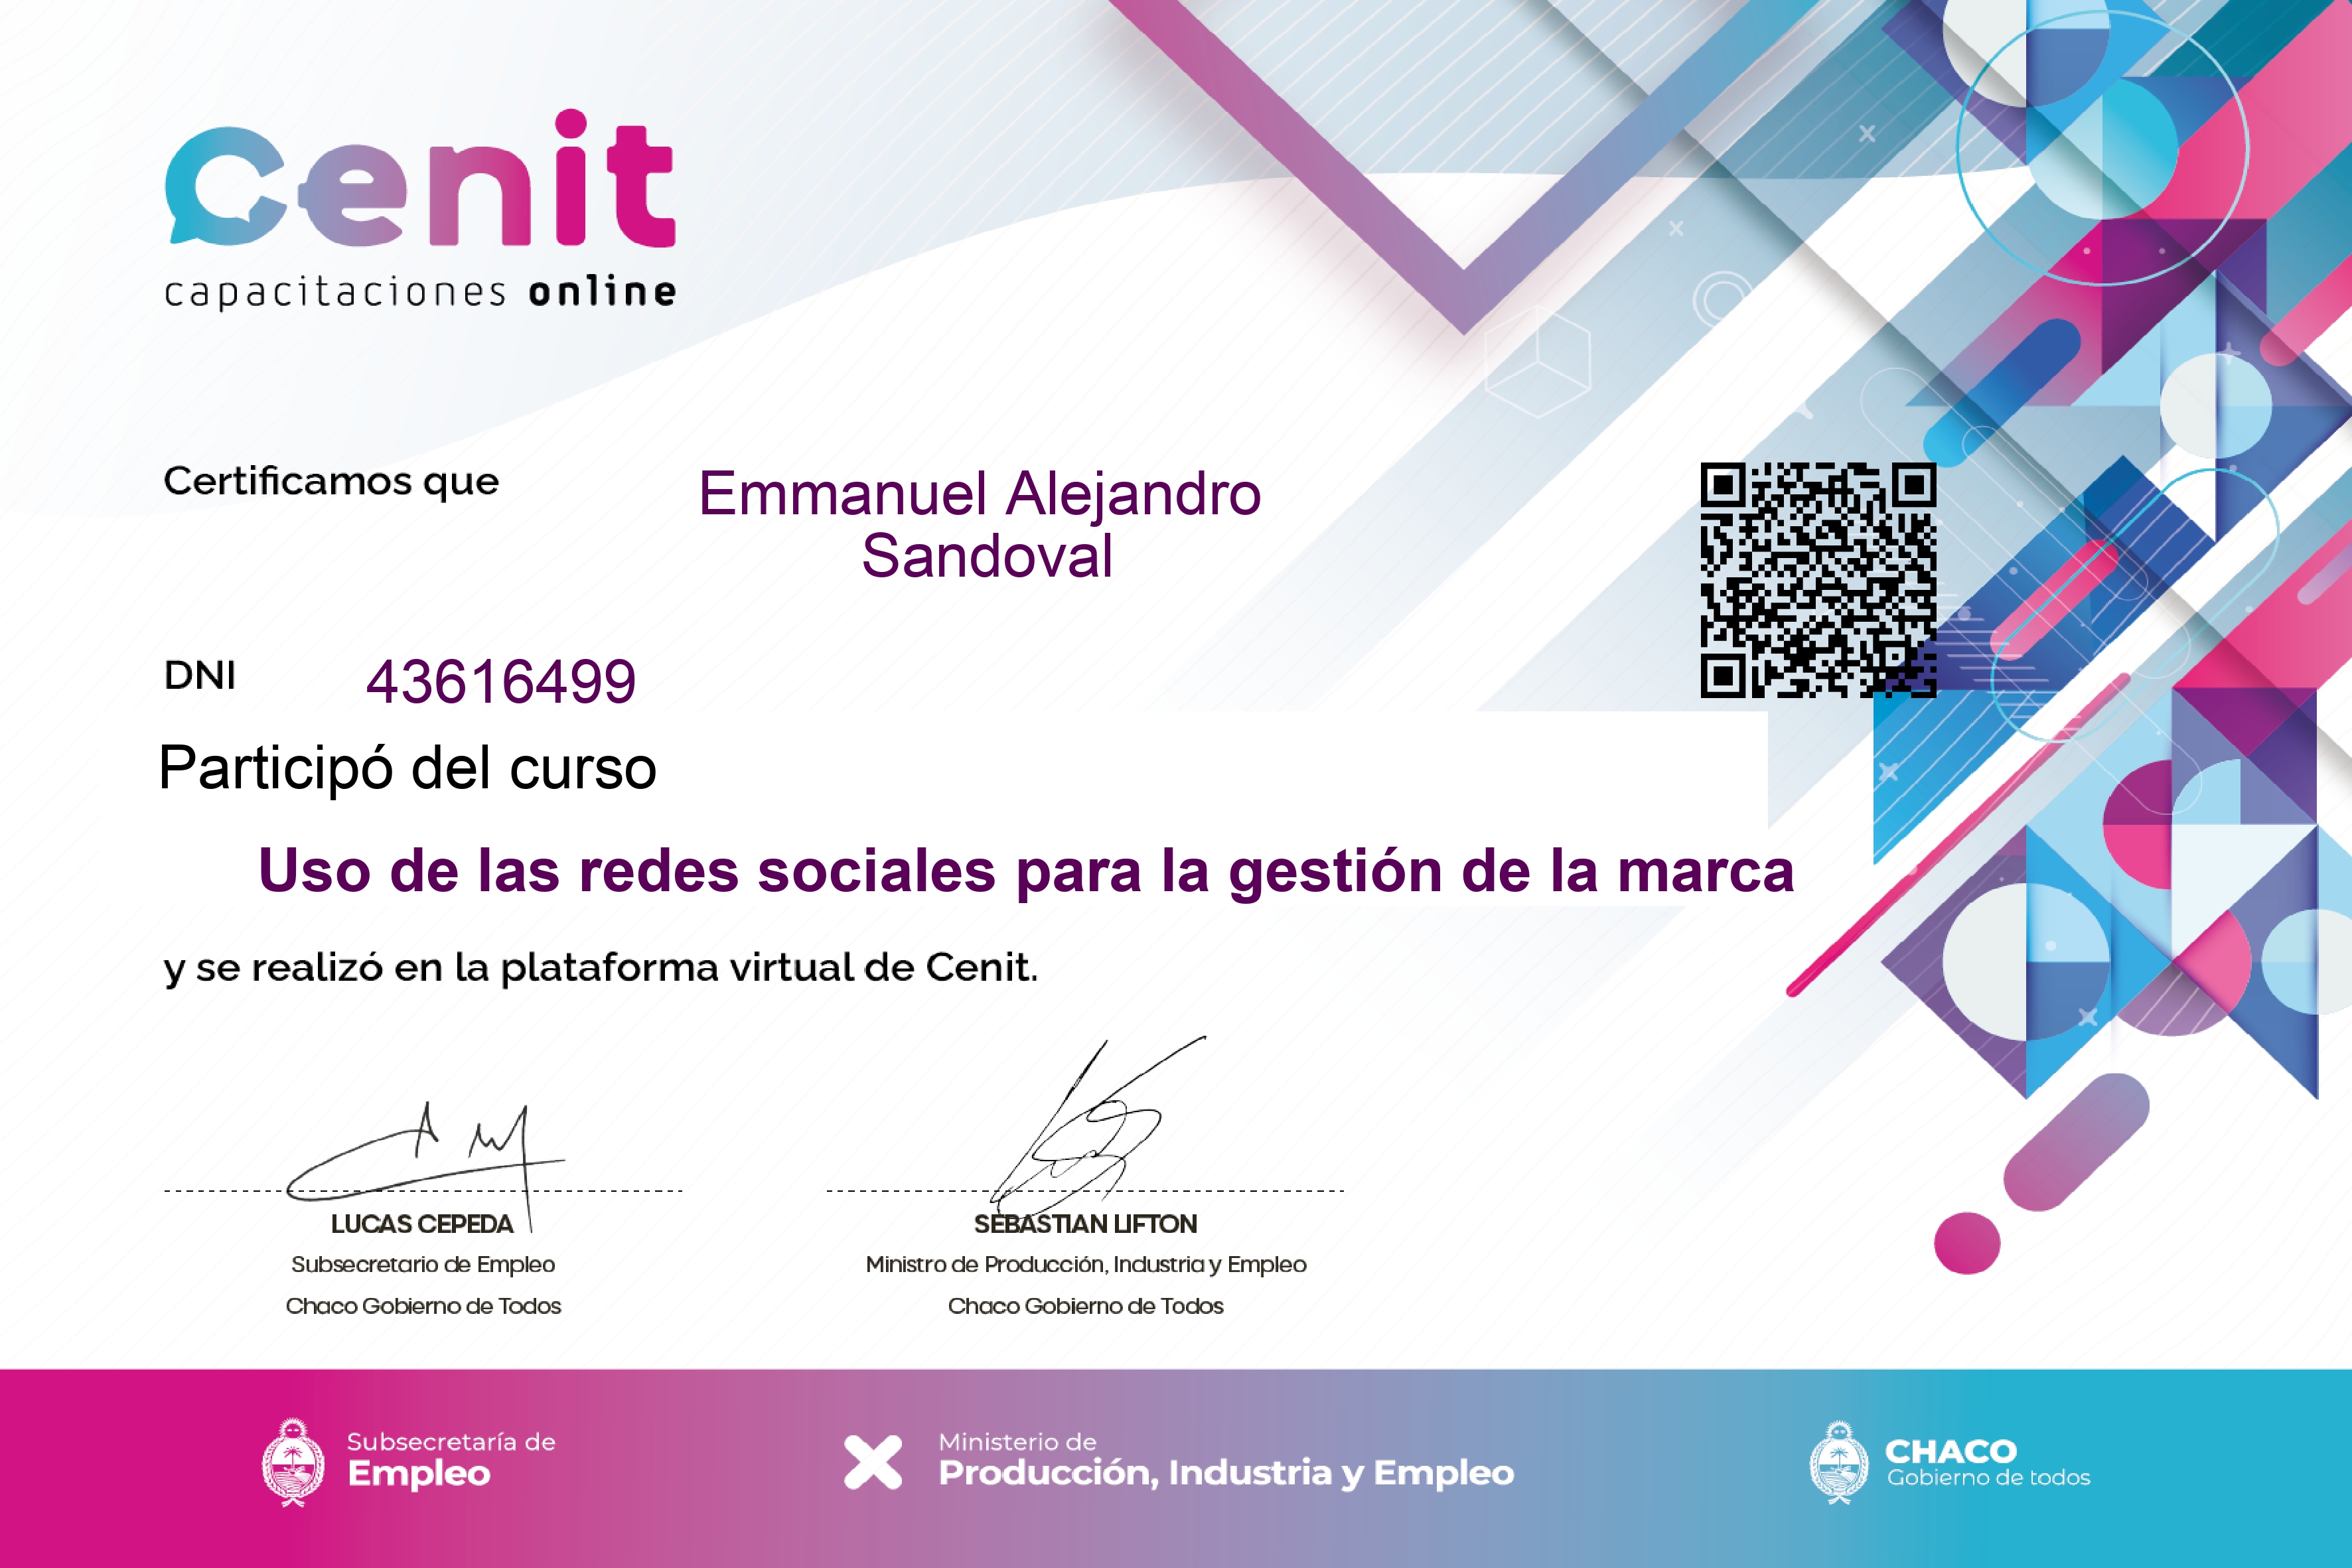 Cenit
capacitaciones online
Certificamos que
Emmanuel Alejandro
Sandoval
DNI 43616499
Participó del curso
Uso de las redes sociales para la gestión de la marca
y se realizó en la plataforma virtual de Cenit.
LUCAS CEPEDA
Subsecretario de Empleo
Chaco Gobierno de Todos
SEBASTIAN LIFTON
Ministro de Producción, Industria y Empleo
Chaco Gobierno de Todos
Subsecretaría de
Empleo
Ministerio de
Producción, Industria y Empleo
CHACO
Gobierno de todos